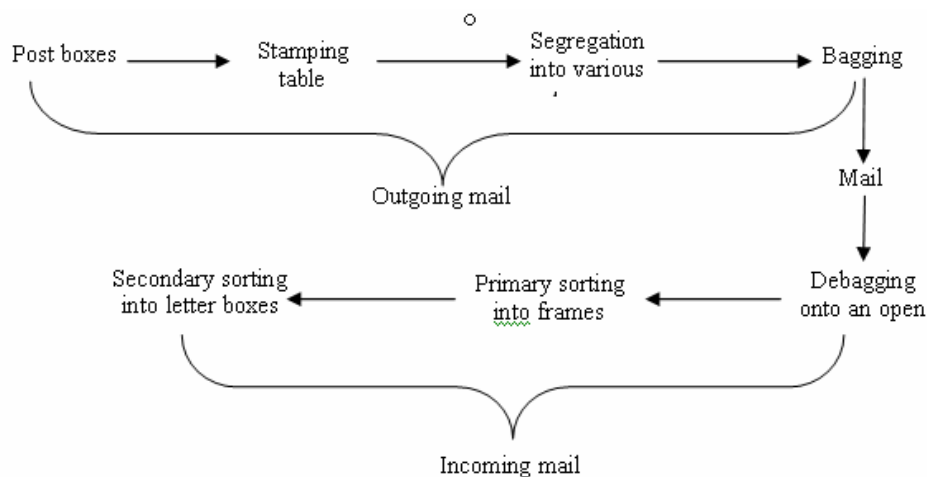 Post boxes
Stamping
table
Segregation
into various
Bagging
Outgoing mail
Mail
Debagging
onto an open
Primary sorting
into frames
Secondary sorting
into letter boxes
Incoming mail